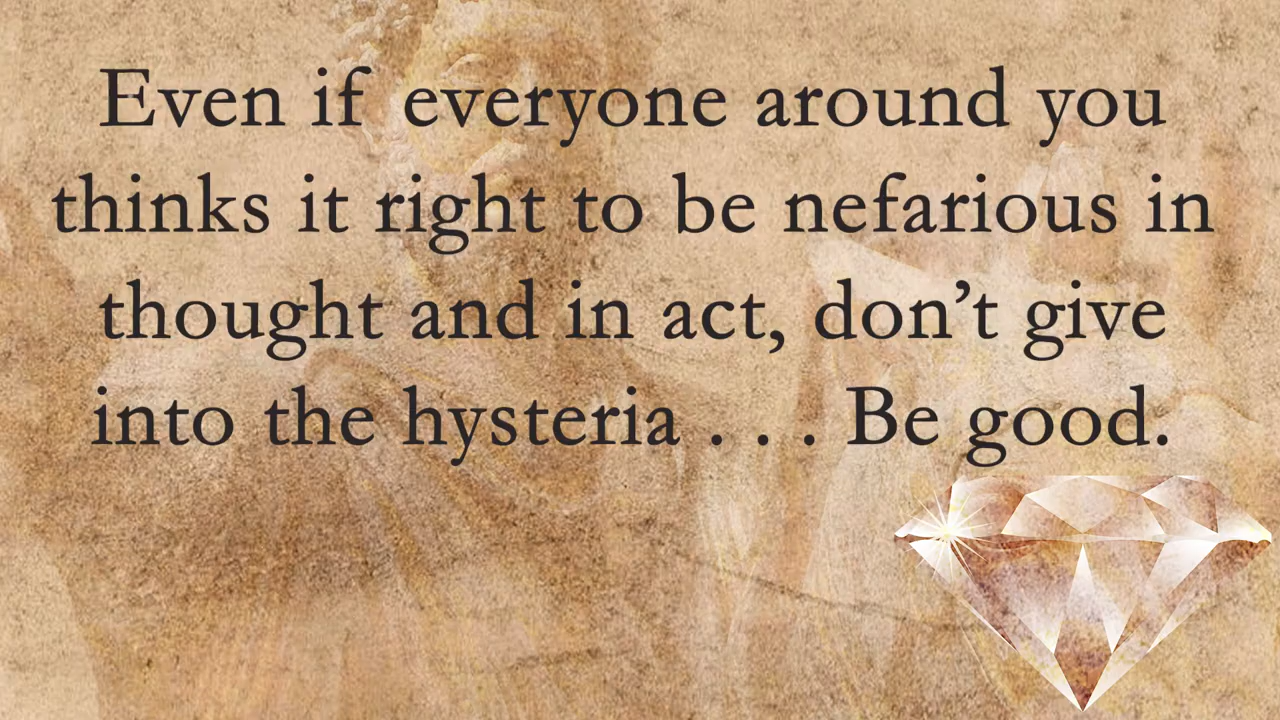 Even if everyone around you
thinks it right to be nefarious in
thought and in act, don’t give
into the hysteria . . . Be good.